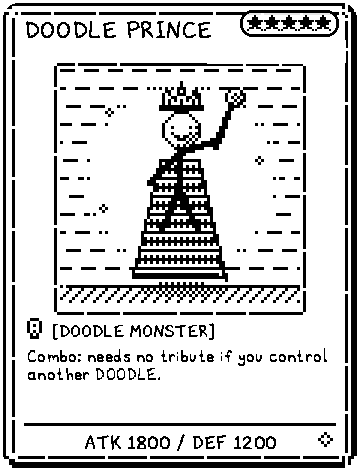 DOODLE PRINCE
[DOODLE MONSTER]
Combo: needs no tribute if you control
another DOODLE.
ATK 1800 / DEF 1200